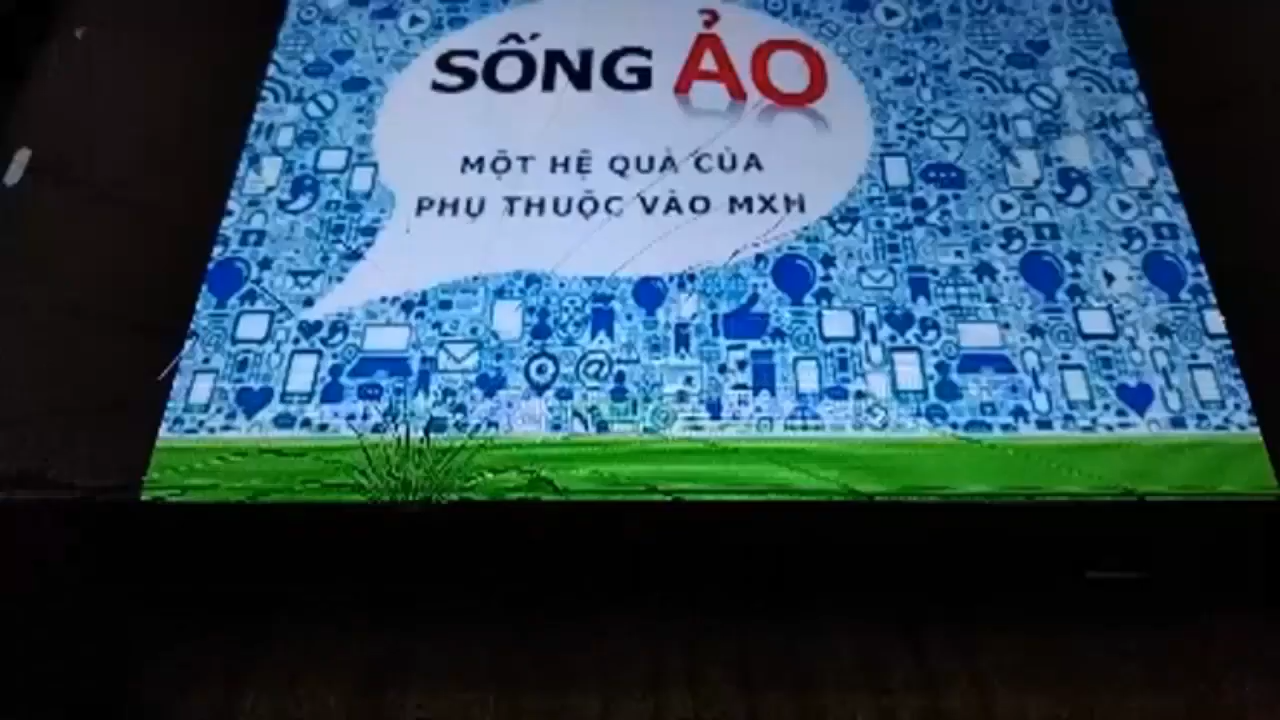 SỐNG ẢO
MỘT HỆ QUẢ CỦA
PHỤ THUỘC VÀO MXH